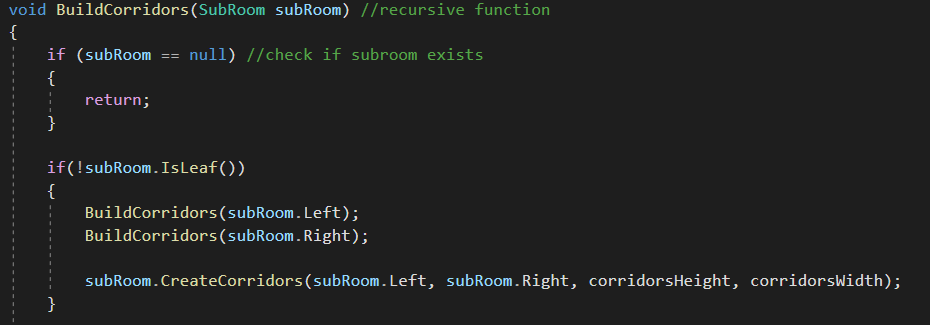 void BuildCorridors(SubRoom subRoom) //recursive function
{
if (subRoom == null) //check if subroom exists
{
return;
}
if(!subRoom.IsLeaf())
{
BuildCorridors(subRoom.Left);
BuildCorridors(subRoom.Right);
subRoom.CreateCorridors(subRoom.Left, subRoom.Right, corridorsHeight, corridorsWidth);
}